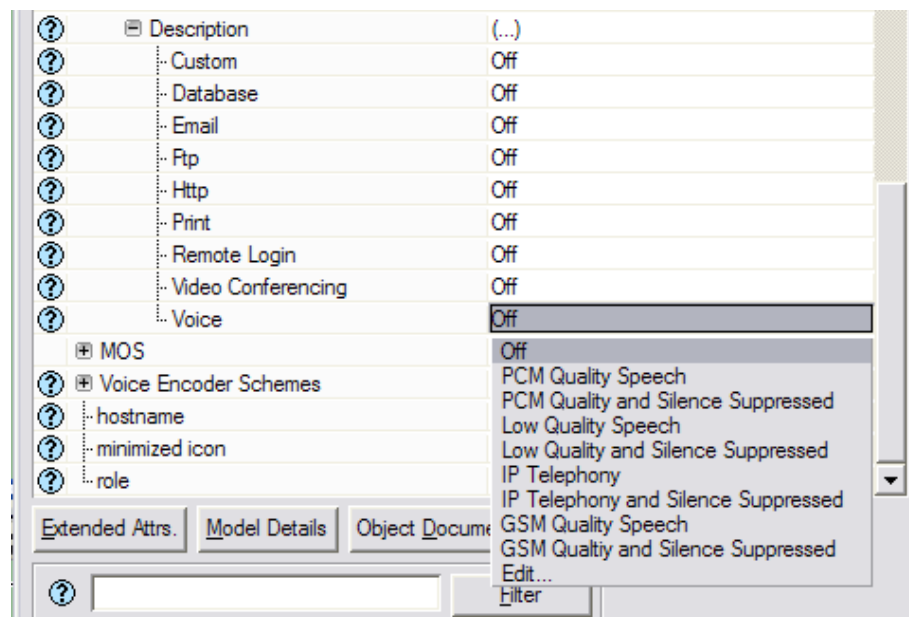 Description (...)
Custom Off
Database Off
Email Off
Ftp Off
Http Off
Print Off
Remote Login Off
Video Conferencing Off
Voice Off
MOS
Off
Voice Encoder Schemes
PCM Quality Speech
PCM Quality and Silence Suppressed
hostname
Low Quality Speech
minimized icon
Low Quality and Silence Suppressed
role
IP Telephony
IP Telephony and Silence Suppressed
Extended Attrs. Model Details Object Docume
GSM Quality Speech
GSM Qualtiy and Silence Suppressed
Edit...
Filter